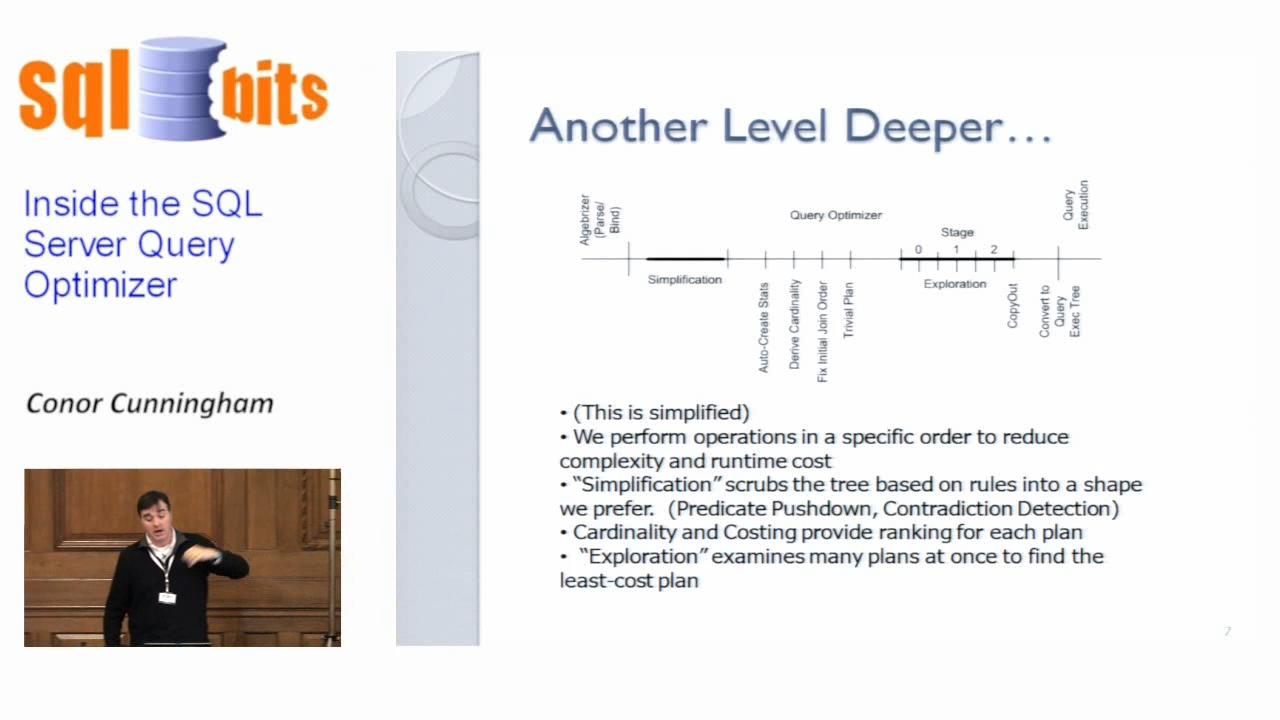 sql bits
Inside the SQL
Server Query
Optimizer
Conor Cunningham
Another Level Deeper...
Algebrizer
(Parse/
Bind)
Query Optimizer
Query
Execution
Stage
0 1 2
Simplification
Exploration
Auto-Create Stats
Derive Cardinality
Fix Initial Join Order
Trivial Plan
CopyOut
Convert to
Query
Exec Tree
• (This is simplified)
• We perform operations in a specific order to reduce
complexity and runtime cost
• “Simplification” scrubs the tree based on rules into a shape
we prefer. (Predicate Pushdown, Contradiction Detection)
• Cardinality and Costing provide ranking for each plan
• “Exploration” examines many plans at once to find the
least-cost plan
7